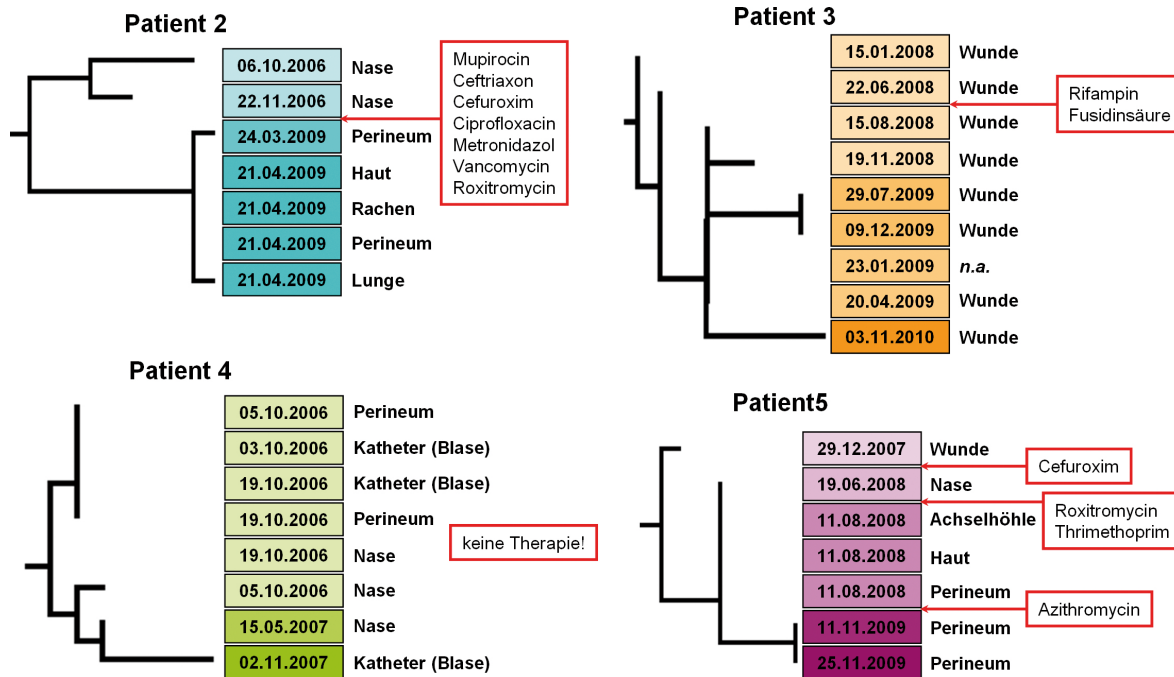 Patient 2
06.10.2006 Nase
22.11.2006 Nase
24.03.2009 Perineum
21.04.2009 Haut
21.04.2009 Rachen
21.04.2009 Perineum
21.04.2009 Lunge
Mupirocin
Ceftriaxon
Cefuroxim
Ciprofloxacin
Metronidazol
Vancomycin
Roxitromycin
Patient 3
15.01.2008 Wunde
22.06.2008 Wunde
15.08.2008 Wunde
19.11.2008 Wunde
29.07.2009 Wunde
09.12.2009 Wunde
23.01.2009 n.a.
20.04.2009 Wunde
03.11.2010 Wunde
Rifampin
Fusidinsäure
Patient 4
05.10.2006 Perineum
03.10.2006 Katheter (Blase)
19.10.2006 Katheter (Blase)
19.10.2006 Perineum
19.10.2006 Nase
05.10.2006 Nase
15.05.2007 Nase
02.11.2007 Katheter (Blase)
keine Therapie!
Patient5
29.12.2007 Wunde
19.06.2008 Nase
11.08.2008 Achselhöhle
11.08.2008 Haut
11.08.2008 Perineum
11.11.2009 Perineum
25.11.2009 Perineum
Cefuroxim
Roxitromycin
Thrimethoprim
Azithromycin